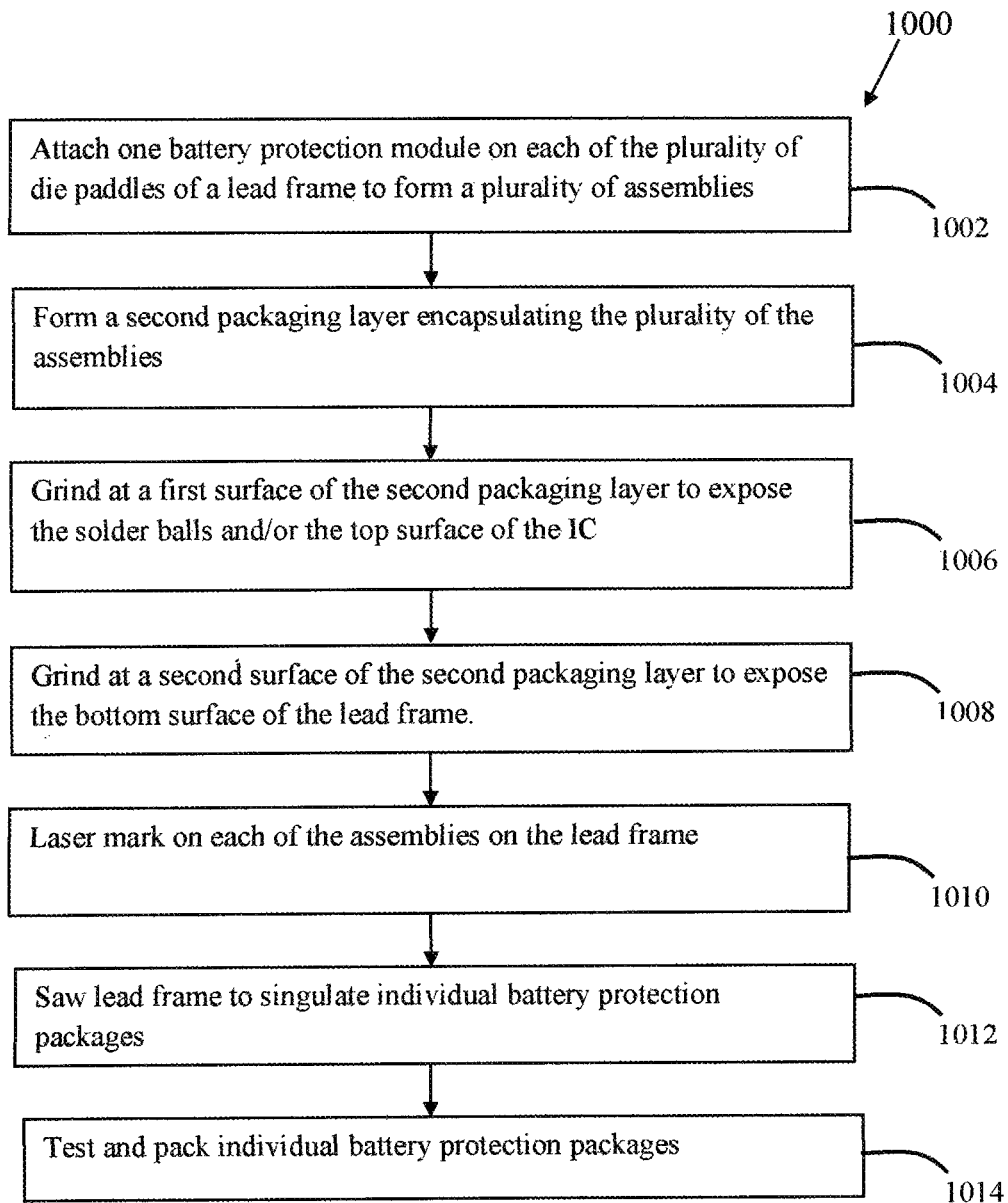 1000
Attach one battery protection module on each of the plurality of
die paddles of a lead frame to form a plurality of assemblies
1002
Form a second packaging layer encapsulating the plurality of the
assemblies
1004
Grind at a first surface of the second packaging layer to expose
the solder balls and/or the top surface of the IC
1006
Grind at a second surface of the second packaging layer to expose
the bottom surface of the lead frame.
1008
Laser mark on each of the assemblies on the lead frame
1010
Saw lead frame to singulate individual battery protection
packages
1012
Test and pack individual battery protection packages
1014